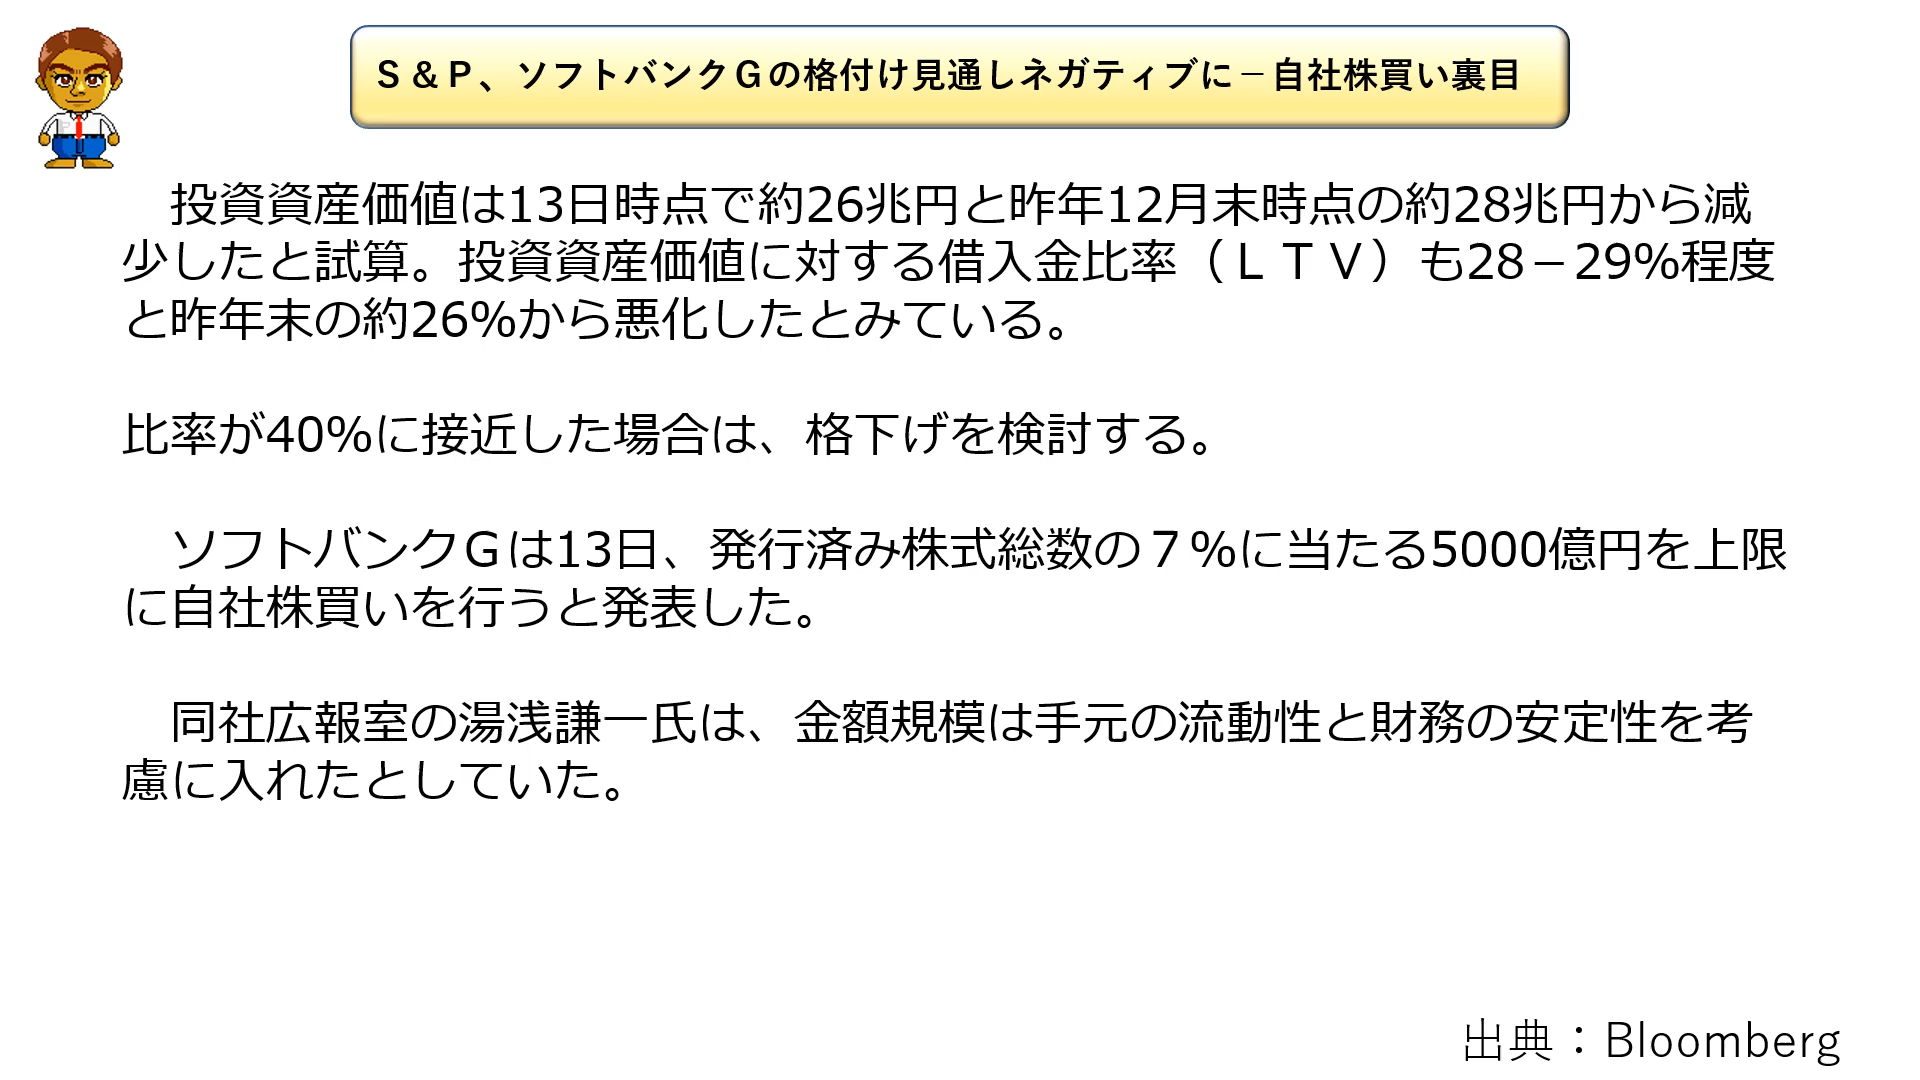 Ｓ＆Ｐ、ソフトバンクＧの格付け見通しネガティブに－自社株買い裏目
　投資資産価値は13日時点で約26兆円と昨年12月末時点の約28兆円から減
少したと試算。投資資産価値に対する借入金比率（ＬＴＶ）も28－29%程度
と昨年末の約26%から悪化したとみている。
比率が40%に接近した場合は、格下げを検討する。
　ソフトバンクＧは13日、発行済み株式総数の７%に当たる5000億円を上限
に自社株買いを行うと発表した。
　同社広報室の湯浅謙一氏は、金額規模は手元の流動性と財務の安定性を考
慮に入れたとしていた。
出典：Bloomberg